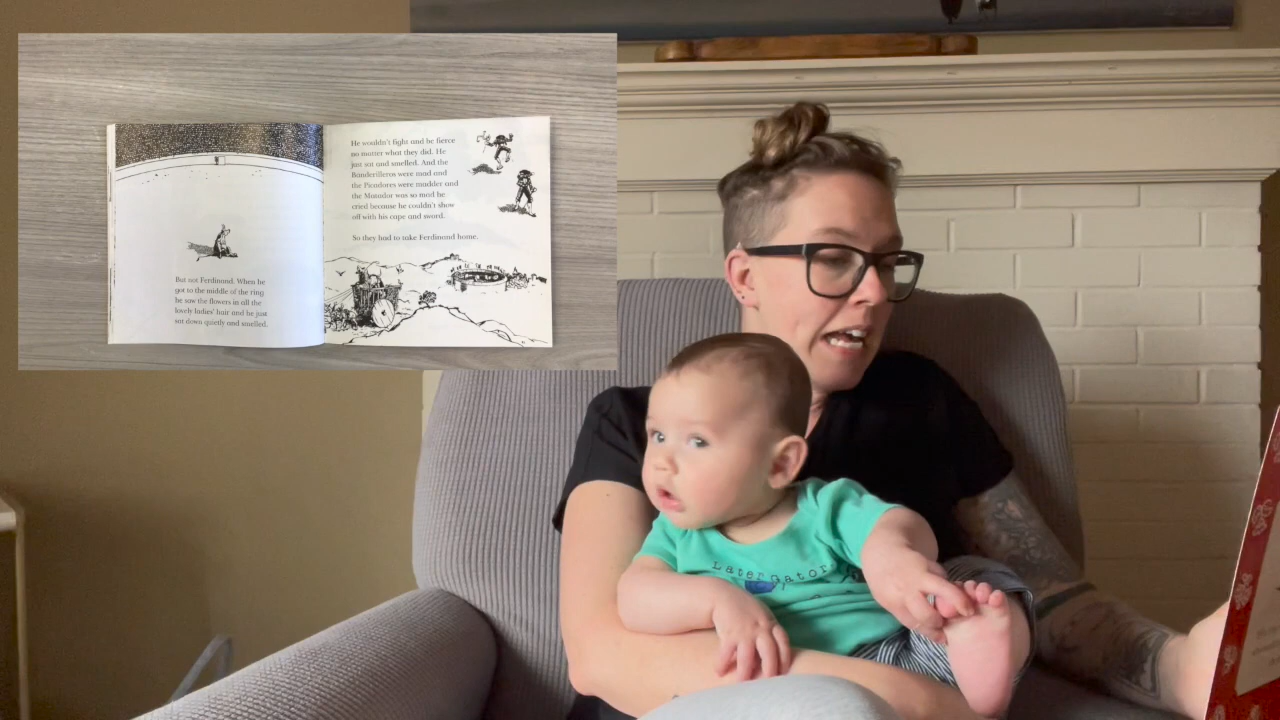 But not Ferdinand. When he
got to the middle of the ring
he saw the flowers in all the
lovely ladies' hair and he just
sat down quietly and smelled.
He wouldn't fight and be fierce
no matter what they did. He
just sat and smelled. And the
Banderilleros were mad and
the Picadores were madder and
the Matador was so mad he
cried because he couldn't show
off with his cape and sword.
So they had to take Ferdinand home.
Later Gator